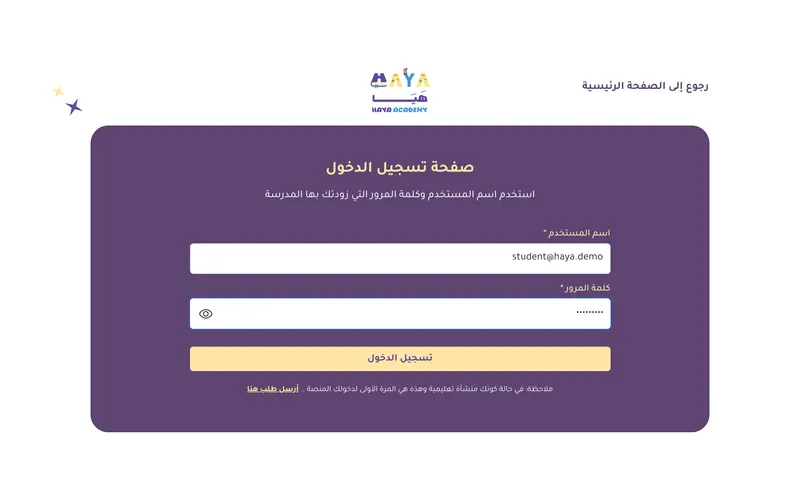 رجوع إلى الصفحة الرئيسية
HAYA
هَيَـــا
HAYA ACADEMY
صفحة تسجيل الدخول
استخدم اسم المستخدم وكلمة المرور التي زودتك بها المدرسة
اسم المستخدم *
student@haya.demo
كلمة المرور *
•••••••••
تسجيل الدخول
ملاحظة: في حالة كونك منشأة تعليمية وهذه هي المرة الأولى لدخولك المنصة .. أرسل طلب هنا